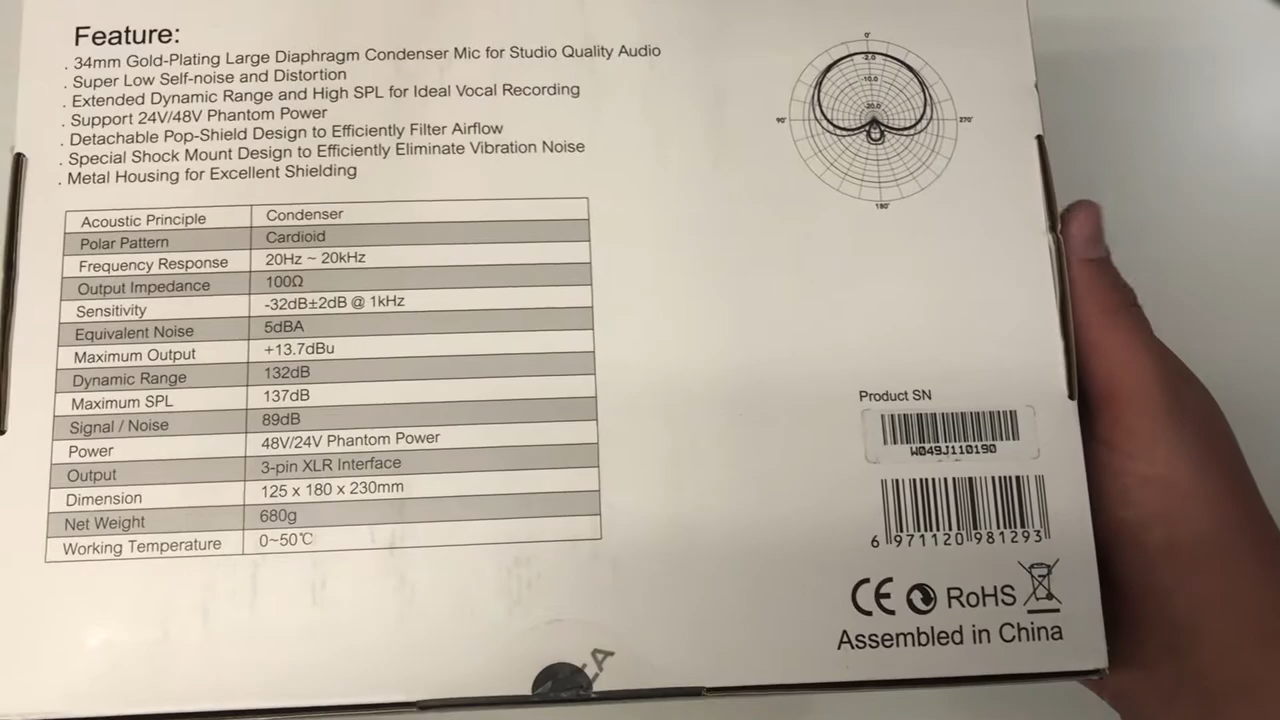 Feature:
. 34mm Gold-Plating Large Diaphragm Condenser Mic for Studio Quality Audio
. Super Low Self-noise and Distortion
. Extended Dynamic Range and High SPL for Ideal Vocal Recording
. Support 24V/48V Phantom Power
. Detachable Pop-Shield Design to Efficiently Filter Airflow
. Special Shock Mount Design to Efficiently Eliminate Vibration Noise
. Metal Housing for Excellent Shielding
0°
-2.0
-10.0
-20.0
90° 270°
180°
Acoustic Principle Condenser
Polar Pattern Cardioid
Frequency Response 20Hz ~ 20kHz
Output Impedance 100Ω
Sensitivity -32dB±2dB @ 1kHz
Equivalent Noise 5dBA
Maximum Output +13.7dBu
Dynamic Range 132dB
Maximum SPL 137dB
Signal / Noise 89dB
Power 48V/24V Phantom Power
Output 3-pin XLR Interface
Dimension 125 x 180 x 230mm
Net Weight 680g
Working Temperature 0~50℃
Product SN
W049J110190
6 971120 981293
CE RoHS
Assembled in China